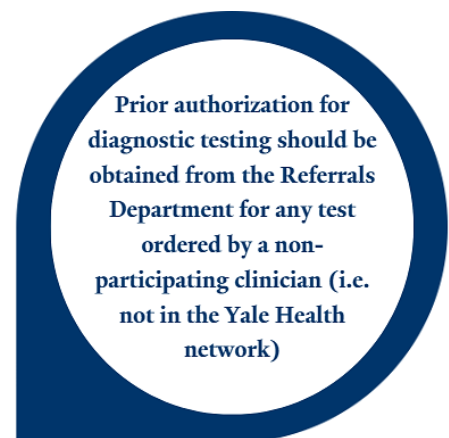 Prior authorization for
diagnostic testing should be
obtained from the Referrals
Department for any test
ordered by a non-
participating clinician (i.e.
not in the Yale Health
network)